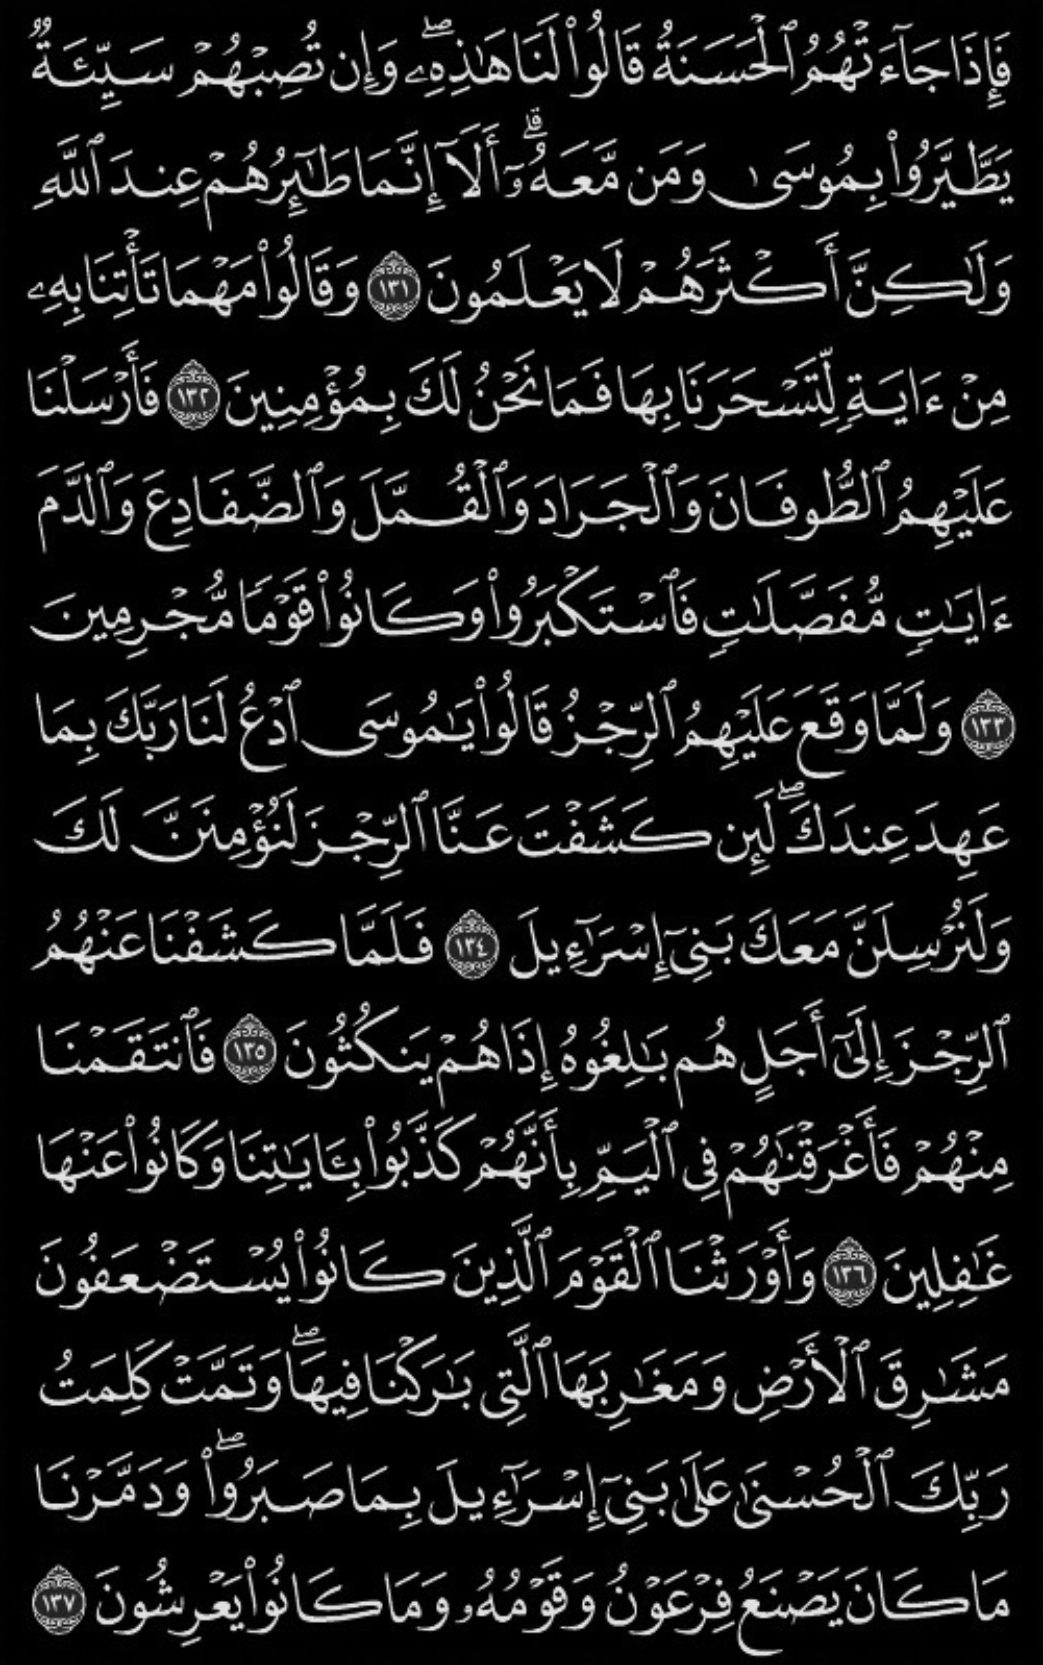 فَإِذَا جَآءَتْهُمُ ٱلْحَسَنَةُ قَالُوا۟ لَنَا هَٰذِهِۦ ۖ وَإِن تُصِبْهُمْ سَيِّئَةٌ
يَطَّيَّرُوا۟ بِمُوسَىٰ وَمَن مَّعَهُۥٓ ۗ أَلَآ إِنَّمَا طَٰٓئِرُهُمْ عِندَ ٱللَّهِ
وَلَٰكِنَّ أَكْثَرَهُمْ لَا يَعْلَمُونَ ١٣١ وَقَالُوا۟ مَهْمَا تَأْتِنَا بِهِۦ
مِنْ ءَايَةٍ لِّتَسْحَرَنَا بِهَا فَمَا نَحْنُ لَكَ بِمُؤْمِنِينَ ١٣٢ فَأَرْسَلْنَا
عَلَيْهِمُ ٱلطُّوفَانَ وَٱلْجَرَادَ وَٱلْقُمَّلَ وَٱلضَّفَادِعَ وَٱلدَّمَ
ءَايَٰتٍ مُّفَصَّلَٰتٍ فَٱسْتَكْبَرُوا۟ وَكَانُوا۟ قَوْمًا مُّجْرِمِينَ
١٣٣ وَلَمَّا وَقَعَ عَلَيْهِمُ ٱلرِّجْزُ قَالُوا۟ يَٰمُوسَى ٱدْعُ لَنَا رَبَّكَ بِمَا
عَهِدَ عِندَكَ ۖ لَئِن كَشَفْتَ عَنَّا ٱلرِّجْزَ لَنُؤْمِنَنَّ لَكَ
وَلَنُرْسِلَنَّ مَعَكَ بَنِىٓ إِسْرَٰٓءِيلَ ١٣٤ فَلَمَّا كَشَفْنَا عَنْهُمُ
ٱلرِّجْزَ إِلَىٰٓ أَجَلٍ هُم بَٰلِغُوهُ إِذَا هُمْ يَنكُثُونَ ١٣٥ فَٱنتَقَمْنَا
مِنْهُمْ فَأَغْرَقْنَٰهُمْ فِى ٱلْيَمِّ بِأَنَّهُمْ كَذَّبُوا۟ بِـَٔايَٰتِنَا وَكَانُوا۟ عَنْهَا
غَٰفِلِينَ ١٣٦ وَأَوْرَثْنَا ٱلْقَوْمَ ٱلَّذِينَ كَانُوا۟ يُسْتَضْعَفُونَ
مَشَٰرِقَ ٱلْأَرْضِ وَمَغَٰرِبَهَا ٱلَّتِى بَٰرَكْنَا فِيهَا ۖ وَتَمَّتْ كَلِمَتُ
رَبِّكَ ٱلْحُسْنَىٰ عَلَىٰ بَنِىٓ إِسْرَٰٓءِيلَ بِمَا صَبَرُوا۟ ۖ وَدَمَّرْنَا
مَا كَانَ يَصْنَعُ فِرْعَوْنُ وَقَوْمُهُۥ وَمَا كَانُوا۟ يَعْرِشُونَ ١٣٧